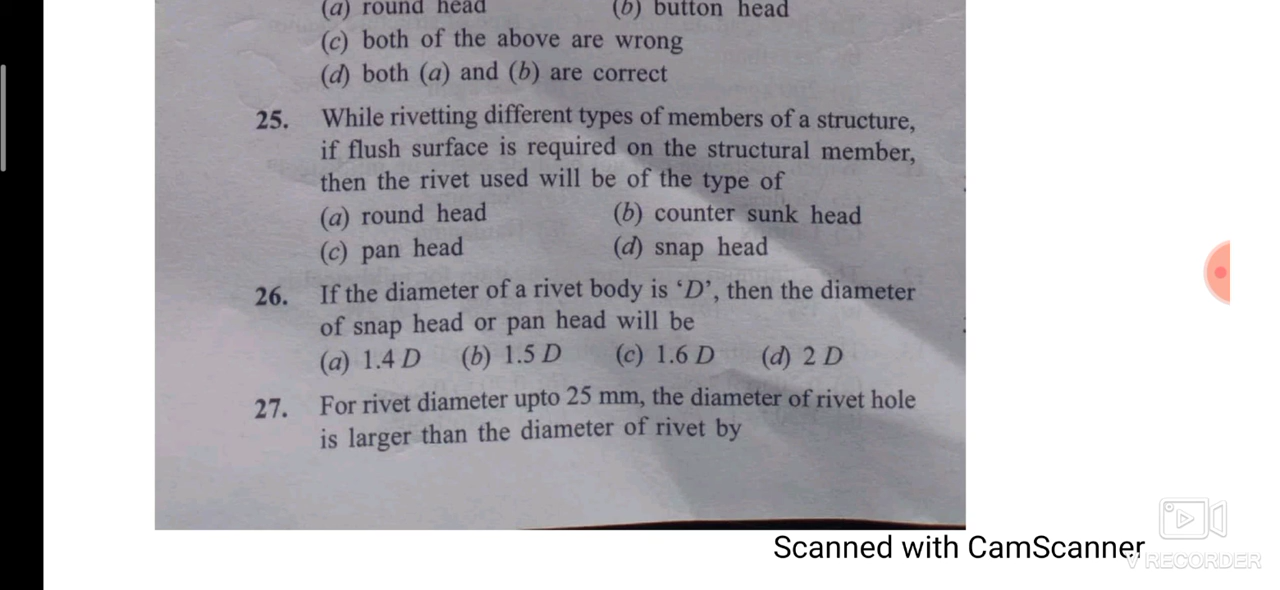 (a) round head (b) button head
(c) both of the above are wrong
(d) both (a) and (b) are correct
25. While rivetting different types of members of a structure,
if flush surface is required on the structural member,
then the rivet used will be of the type of
(a) round head (b) counter sunk head
(c) pan head (d) snap head
26. If the diameter of a rivet body is ‘D’, then the diameter
of snap head or pan head will be
(a) 1.4 D (b) 1.5 D (c) 1.6 D (d) 2 D
27. For rivet diameter upto 25 mm, the diameter of rivet hole
is larger than the diameter of rivet by
Scanned with CamScanner
V RECORDER